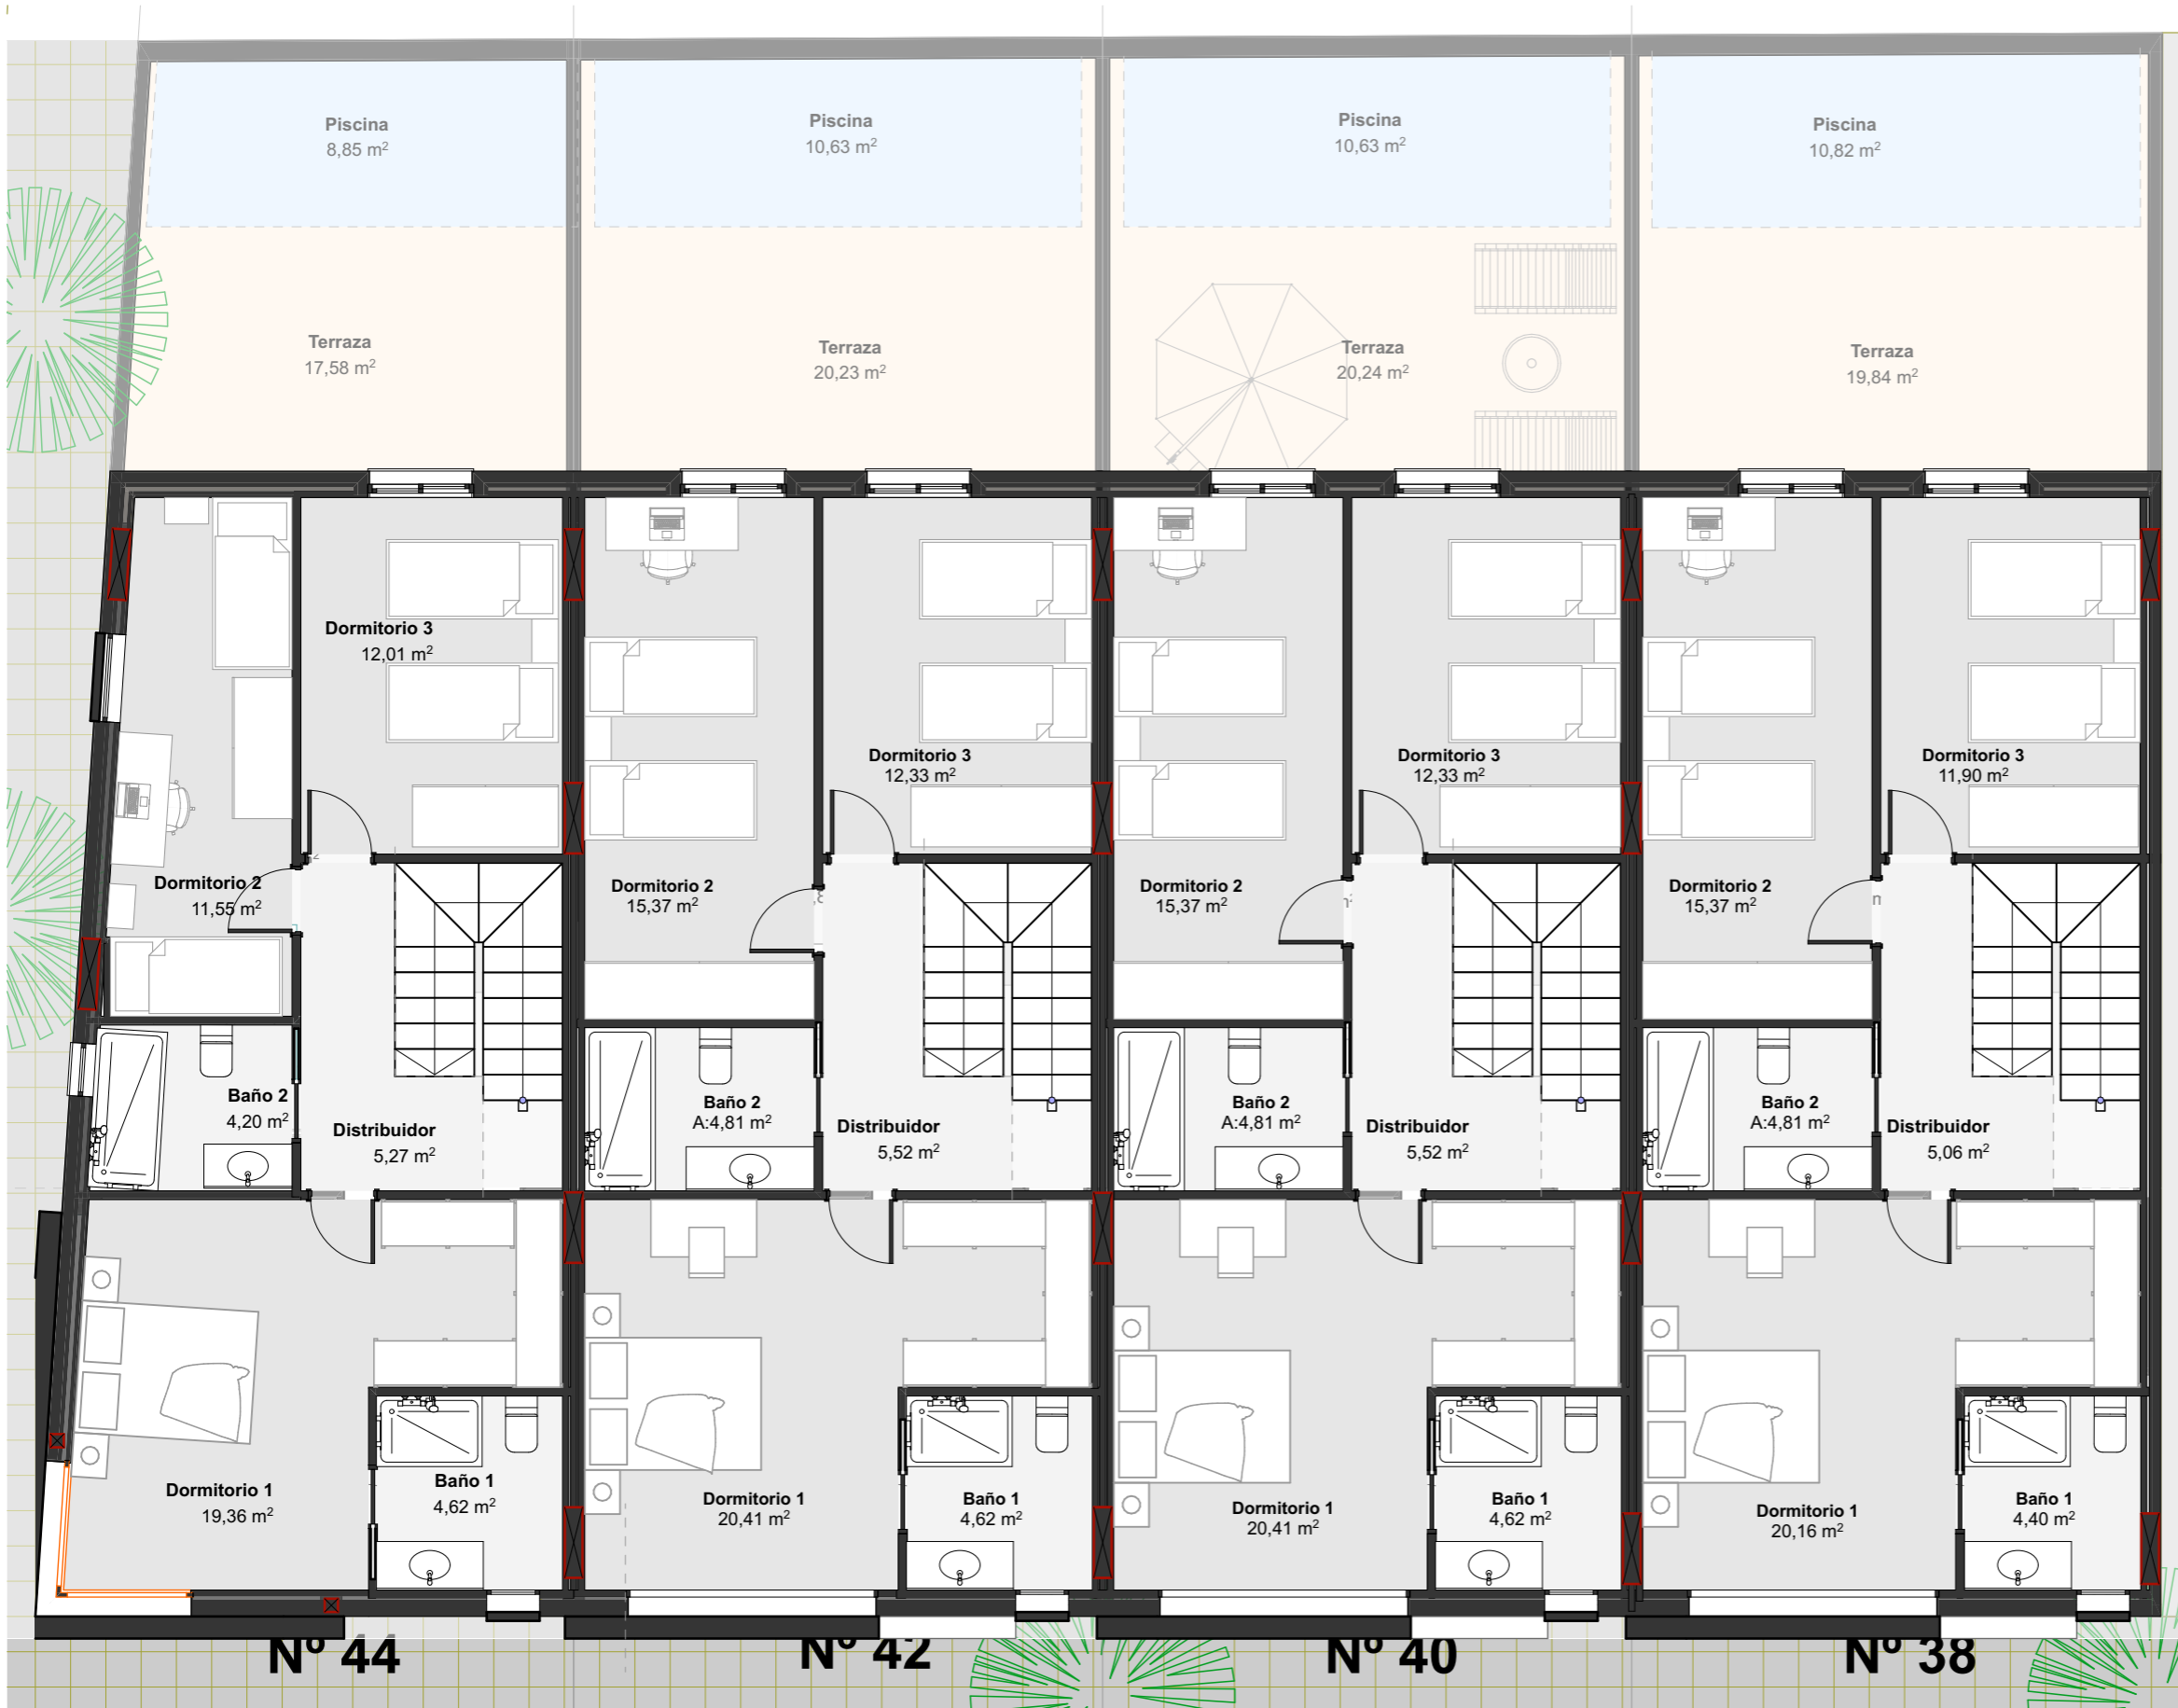 Piscina
8,85 m²
Piscina
10,63 m²
Piscina
10,63 m²
Piscina
10,82 m²
Terraza
17,58 m²
Terraza
20,23 m²
Terraza
20,24 m²
Terraza
19,84 m²
Dormitorio 3
12,01 m²
Dormitorio 3
12,33 m²
Dormitorio 3
12,33 m²
Dormitorio 3
11,90 m²
Dormitorio 2
11,55 m²
Dormitorio 2
15,37 m²
Dormitorio 2
15,37 m²
Dormitorio 2
15,37 m²
Baño 2
4,20 m²
Distribuidor
5,27 m²
Baño 2
A:4,81 m²
Distribuidor
5,52 m²
Baño 2
A:4,81 m²
Distribuidor
5,52 m²
Baño 2
A:4,81 m²
Distribuidor
5,06 m²
Dormitorio 1
19,36 m²
Baño 1
4,62 m²
Dormitorio 1
20,41 m²
Baño 1
4,62 m²
Dormitorio 1
20,41 m²
Baño 1
4,62 m²
Dormitorio 1
20,16 m²
Baño 1
4,40 m²
Nº 44
Nº 42
Nº 40
Nº 38